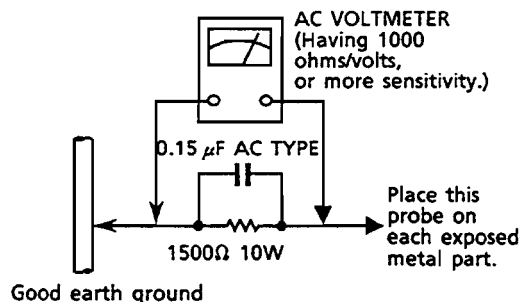 AC VOLTMETER
(Having 1000
ohms/volts,
or more sensitivity.)
0.15 μF AC TYPE
1500Ω 10W
Place this
probe on
each exposed
metal part.
Good earth ground